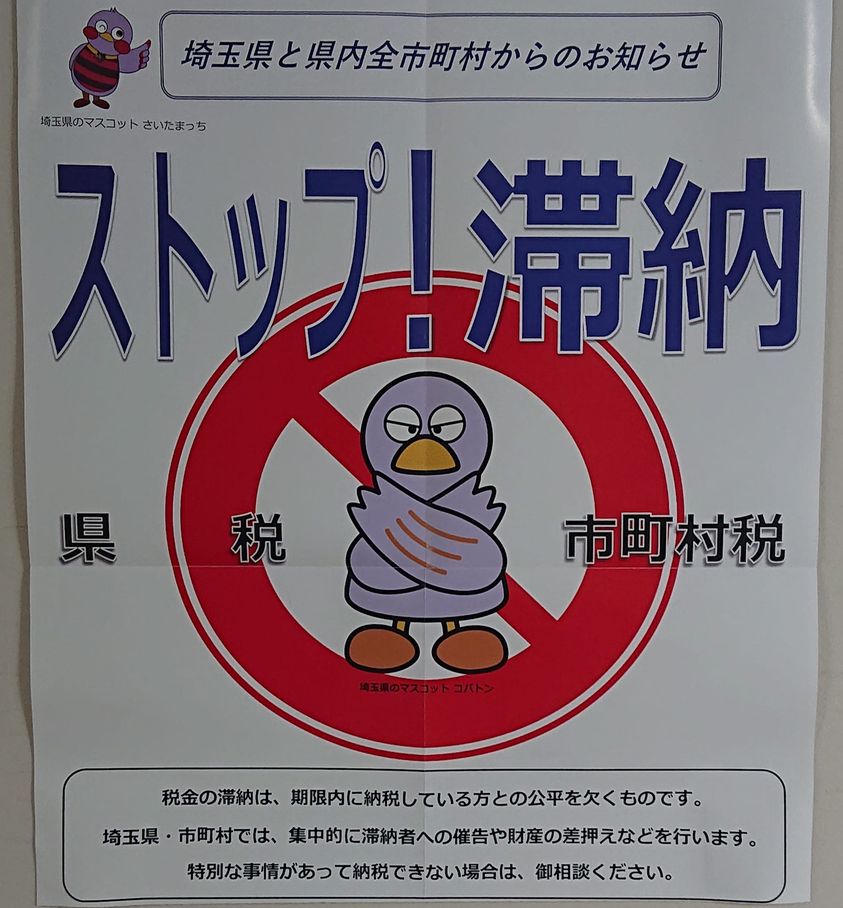 埼玉県と県内全市町村からのお知らせ
埼玉県のマスコット さいたまっち
ストップ！滞納
県 税 市町村税
埼玉県のマスコット コバトン
税金の滞納は、期限内に納税している方との公平を欠くものです。
埼玉県・市町村では、集中的に滞納者への催告や財産の差押えなどを行います。
特別な事情があって納税できない場合は、御相談ください。